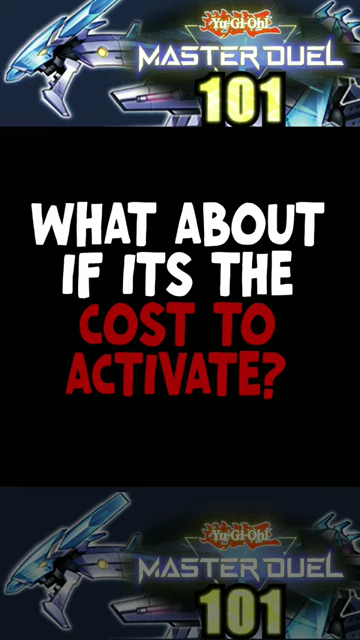 Yu-Gi-Oh!
MASTER DUEL
101
WHAT ABOUT
IF ITS THE
COST TO
ACTIVATE?
Yu-Gi-Oh!
MASTER DUEL
101